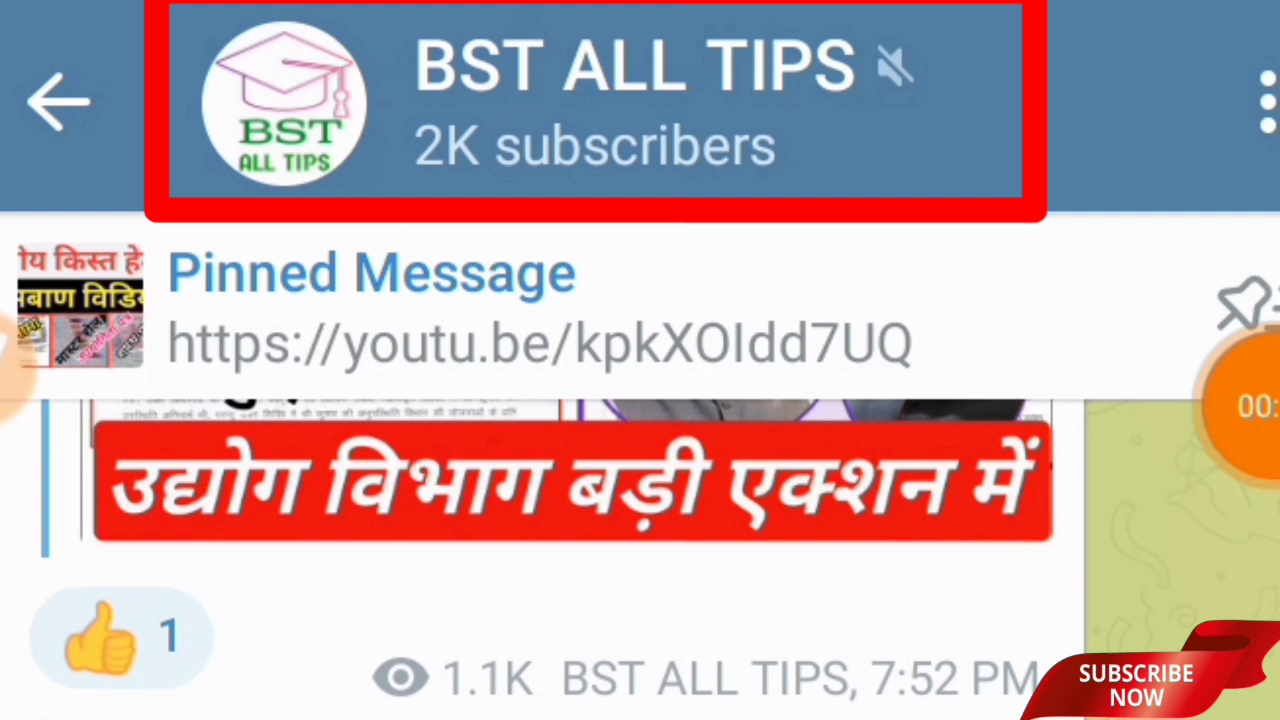 BST ALL TIPS
2K subscribers
BST
ALL TIPS
Pinned Message
https://youtu.be/kpkXOIdd7UQ
किस्त
00:
उद्योग विभाग बड़ी एक्शन में
1
1.1K BST ALL TIPS, 7:52 PM
SUBSCRIBE
NOW